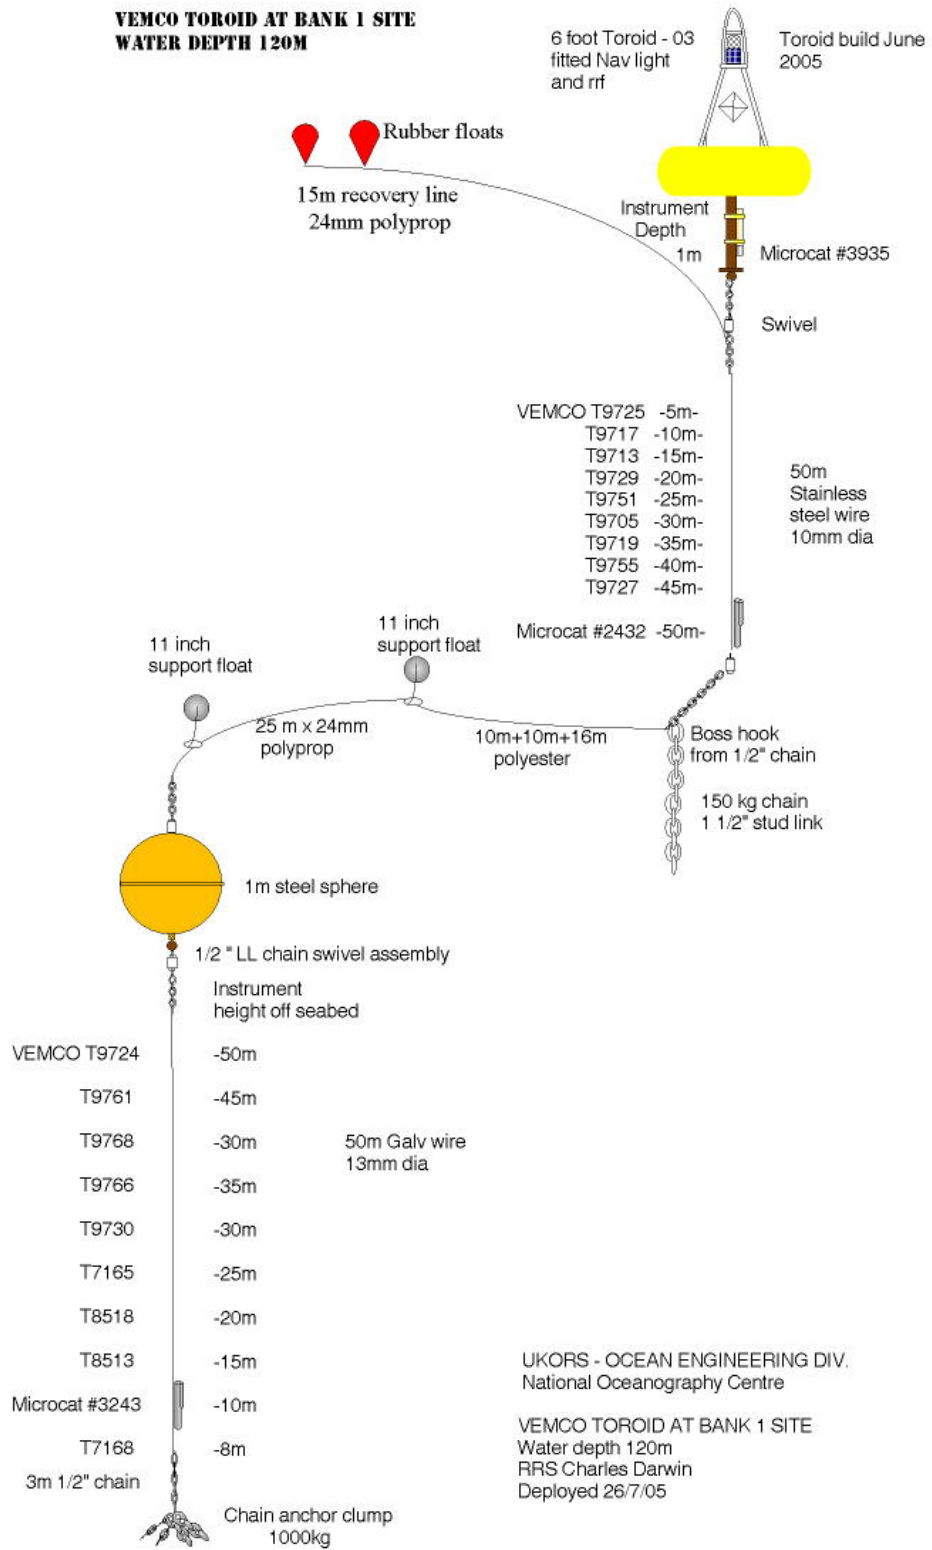 VEMCO TOROID AT BANK 1 SITE
WATER DEPTH 120M
6 foot Toroid - 03
fitted Nav light
and rrf
Toroid build June
2005
Rubber floats
15m recovery line
24mm polyprop
Instrument
Depth
1m
Microcat #3935
Swivel
VEMCO T9725 -5m-
T9717 -10m-
T9713 -15m-
T9729 -20m-
T9751 -25m-
T9705 -30m-
T9719 -35m-
T9755 -40m-
T9727 -45m-
Microcat #2432 -50m-
50m
Stainless
steel wire
10mm dia
11 inch
support float
11 inch
support float
25 m x 24mm
polyprop
10m+10m+16m
polyester
Boss hook
from 1/2" chain
150 kg chain
1 1/2" stud link
1m steel sphere
1/2 " LL chain swivel assembly
Instrument
height off seabed
VEMCO T9724 -50m
T9761 -45m
T9768 -30m
T9766 -35m
T9730 -30m
T7165 -25m
T8518 -20m
T8513 -15m
Microcat #3243 -10m
T7168 -8m
50m Galv wire
13mm dia
3m 1/2" chain
Chain anchor clump
1000kg
UKORS - OCEAN ENGINEERING DIV.
National Oceanography Centre
VEMCO TOROID AT BANK 1 SITE
Water depth 120m
RRS Charles Darwin
Deployed 26/7/05